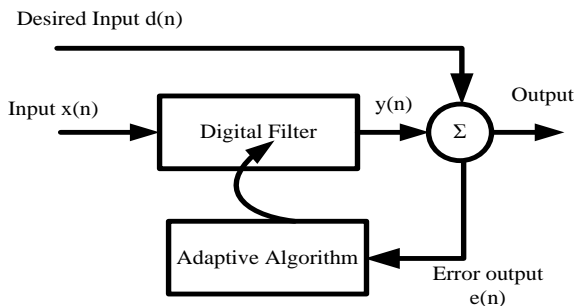 Desired Input d(n)
Input x(n)
Digital Filter
y(n)
Σ
Output
Adaptive Algorithm
Error output
e(n)